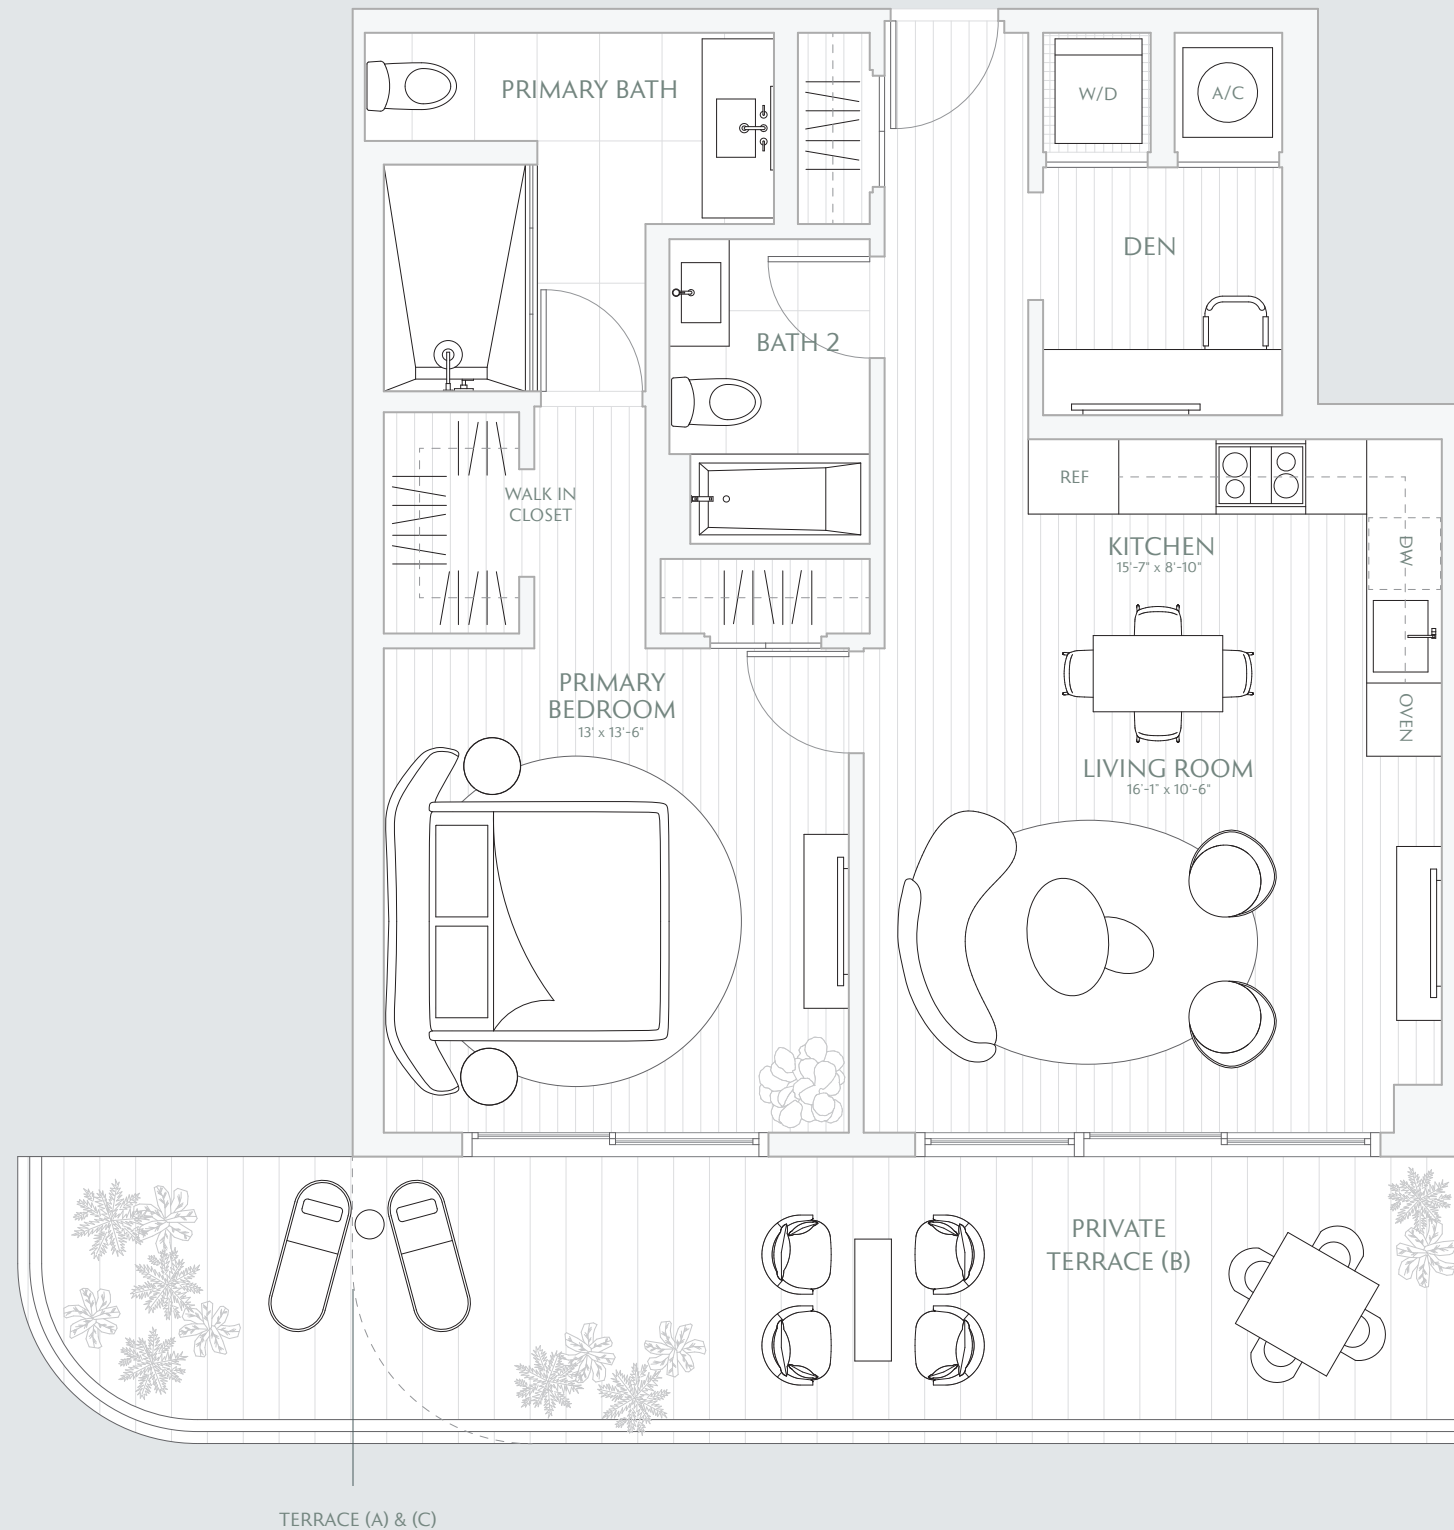 PRIMARY BATH
W/D
A/C
DEN
BATH 2
WALK IN
CLOSET
REF
KITCHEN
15'-7" x 8'-10"
DW
OVEN
PRIMARY
BEDROOM
13' x 13'-6"
LIVING ROOM
16'-1" x 10'-6"
PRIVATE
TERRACE (B)
TERRACE (A) & (C)